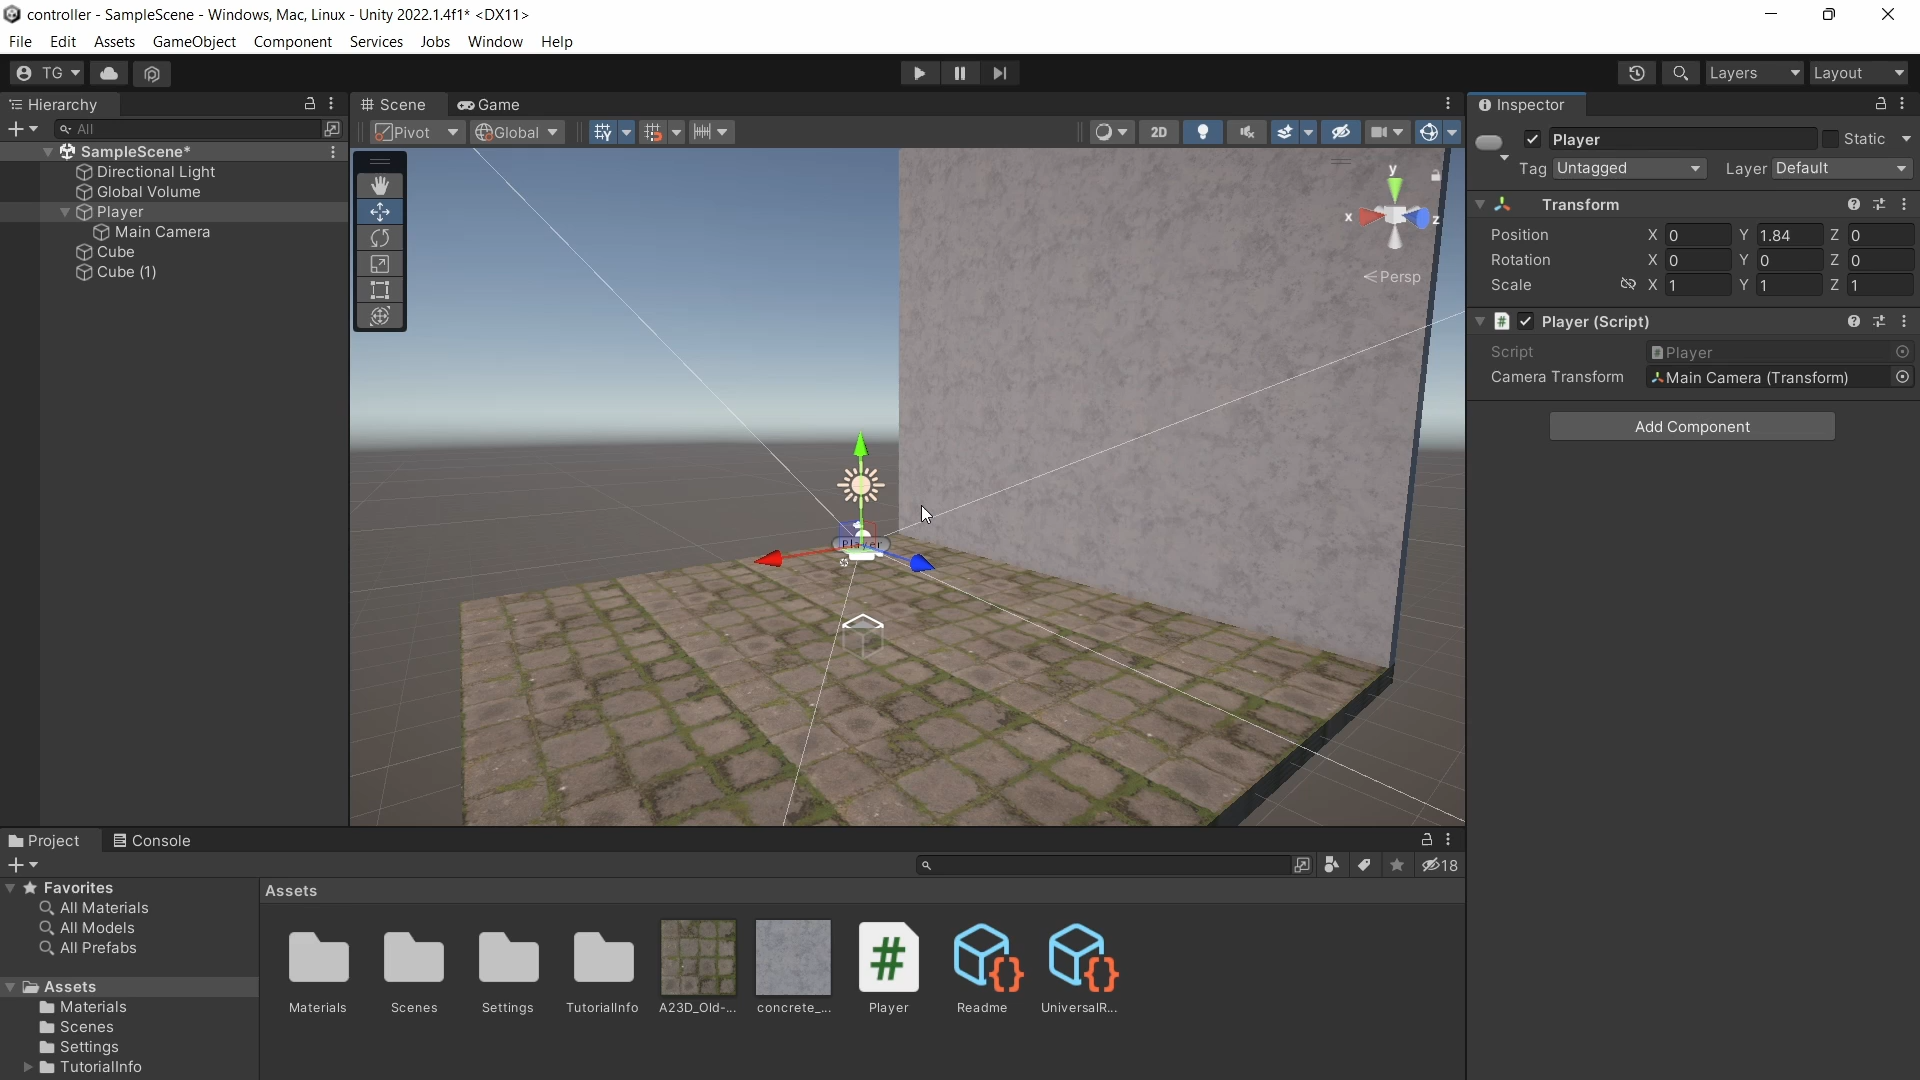 controller - SampleScene - Windows, Mac, Linux - Unity 2022.1.4f1* <DX11>
File Edit Assets GameObject Component Services Jobs Window Help
TG Layers Layout
Hierarchy Scene Game Inspector
All Pivot Global 2D
Player Static
Tag Untagged Layer Default
SampleScene*
Directional Light
Global Volume
Player
Main Camera
Cube
Cube (1)
y
x z
Persp
Player
Transform
Position X 0 Y 1.84 Z 0
Rotation X 0 Y 0 Z 0
Scale X 1 Y 1 Z 1
# Player (Script)
Script Player
Camera Transform Main Camera (Transform)
Add Component
Project Console
18
Favorites
All Materials
All Models
All Prefabs
Assets
Materials
Scenes
Settings
TutorialInfo
Assets
# {} {}
Materials Scenes Settings TutorialInfo A23D_Old-... concrete_... Player Readme UniversalR...